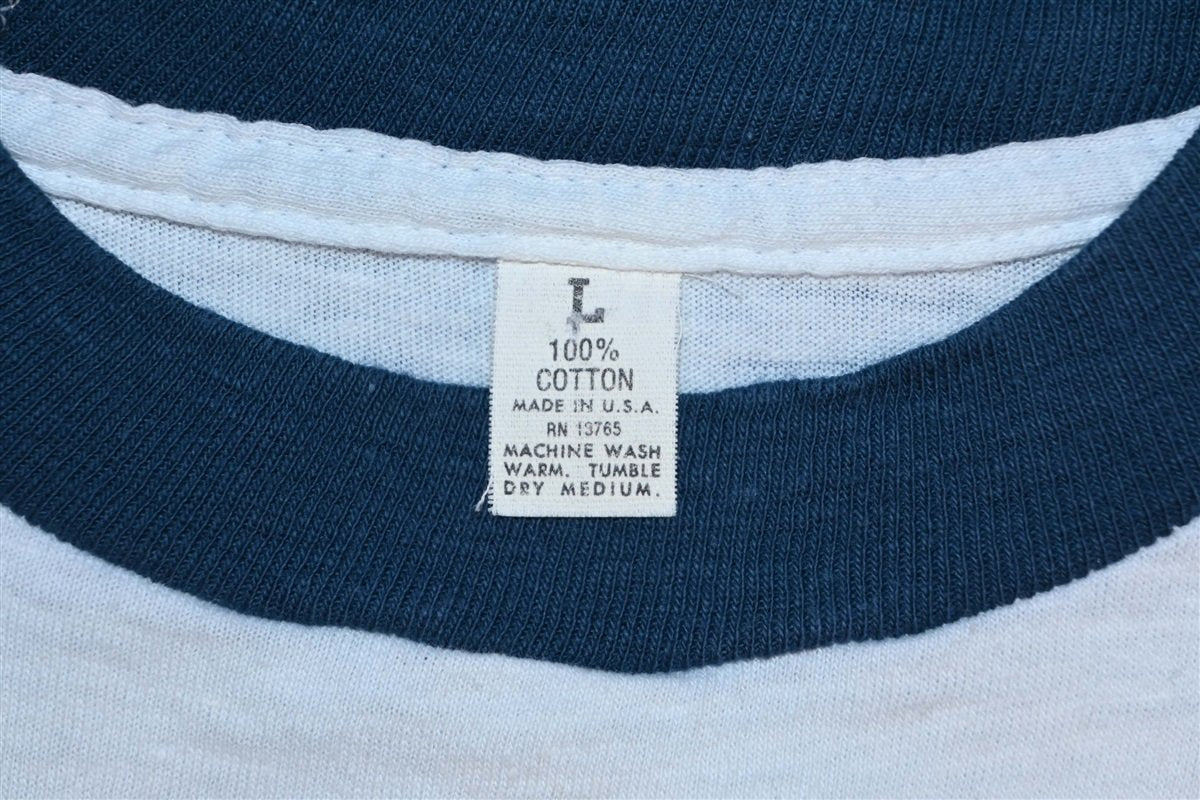 L
100%
COTTON
MADE IN U.S.A.
RN 13765
MACHINE WASH
WARM. TUMBLE
DRY MEDIUM.